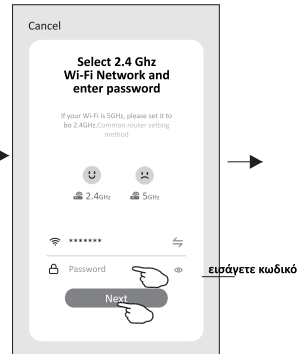 Cancel
Select 2.4 Ghz
Wi-Fi Network and
enter password
If your Wi-Fi is 5GHz, please set it to
bo 2.4GHz.Common router setting
method
2.4GHz 5GHz
*******
Password
εισάγετε κωδικό
Next